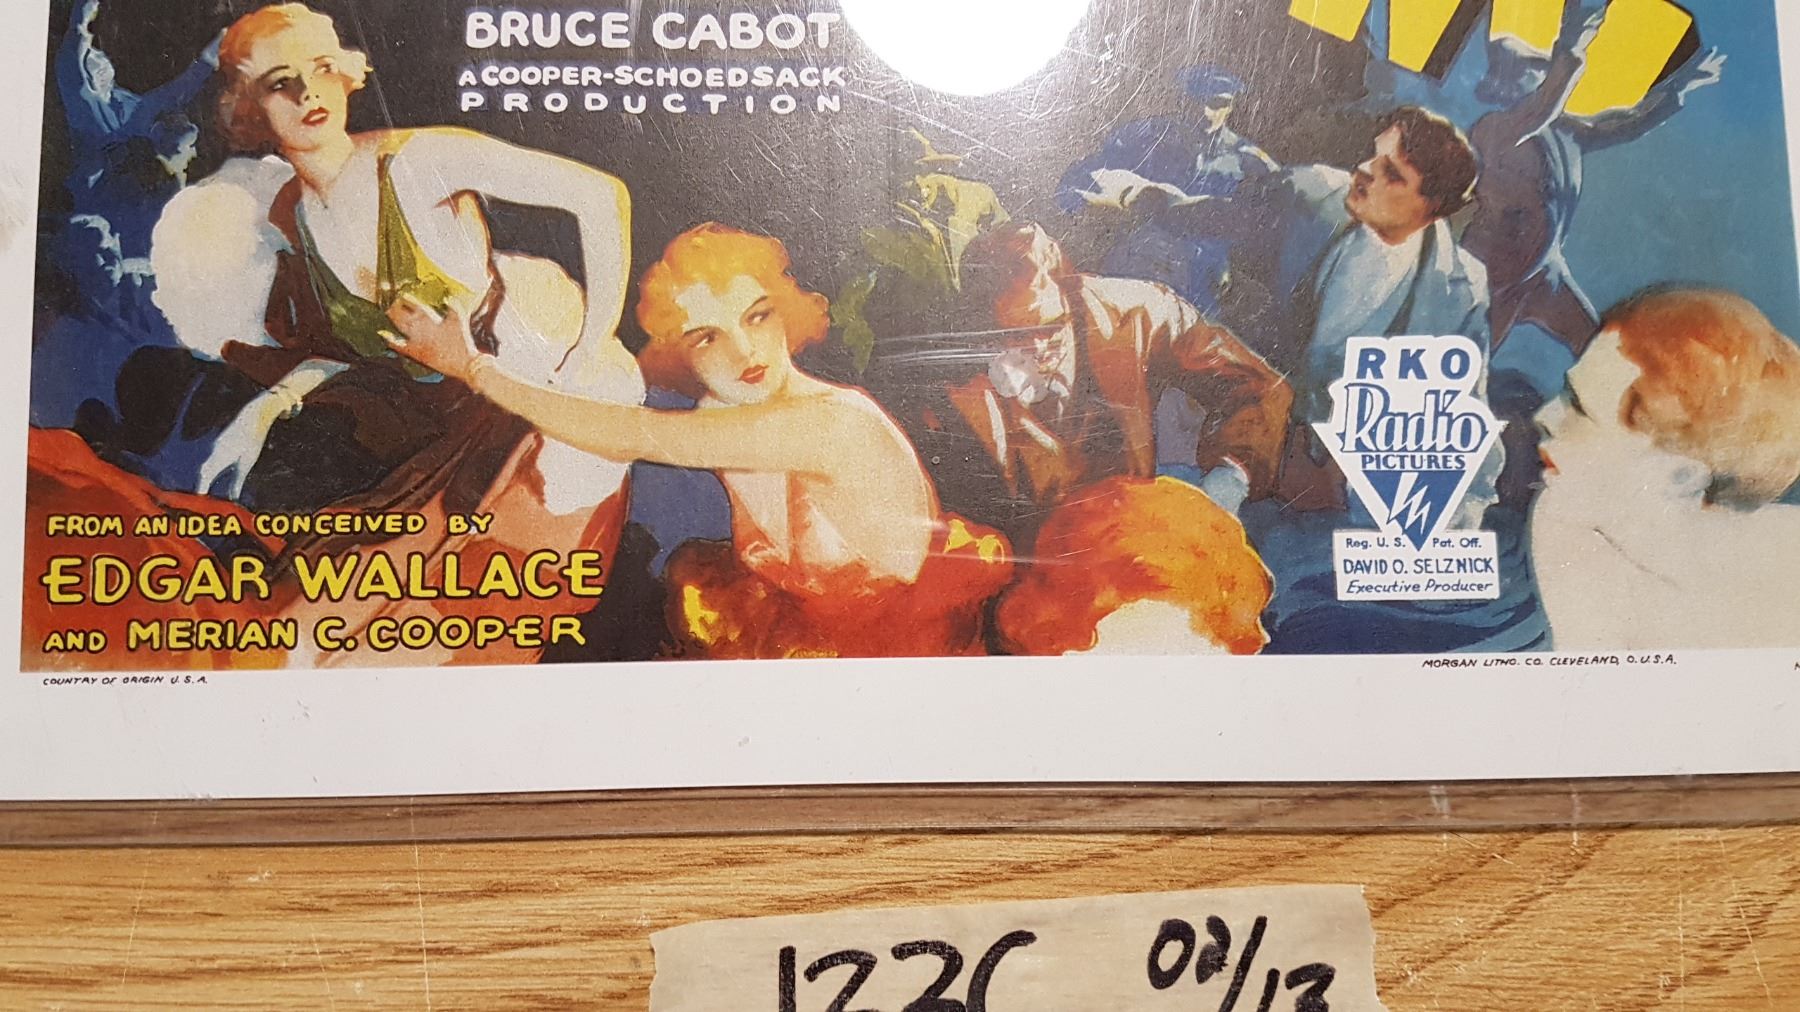 BRUCE CABOT
A COOPER-SCHOEDSACK
PRODUCTION
RKO
Radio
PICTURES
Reg. U. S. Pat. Off.
DAVID O. SELZNICK
Executive Producer
FROM AN IDEA CONCEIVED BY
EDGAR WALLACE
AND MERIAN C. COOPER
COUNTRY OF ORIGIN U.S.A.
MORGAN LITHO. CO. CLEVELAND, O. U.S.A.
02/13